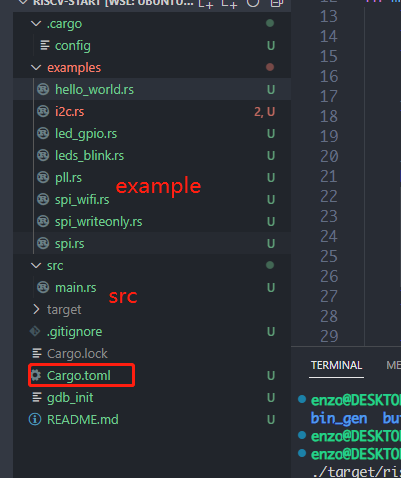 RISCV-START [WSL: UBUNTU...
.cargo
config U
examples
hello_world.rs U
i2c.rs 2, U
led_gpio.rs U
leds_blink.rs U
pll.rs U
example
spi_wifi.rs U
spi_writeonly.rs U
spi.rs U
src
main.rs U
src
target
.gitignore U
Cargo.lock
Cargo.toml U
gdb_init U
README.md U
12
13
14
15
16
17
18
19
20
21
22
23
24
25
26
27
28
29
TERMINAL ME
enzo@DESKTO
bin_gen bu
enzo@DESKTO
enzo@DESKTO
./target/ris